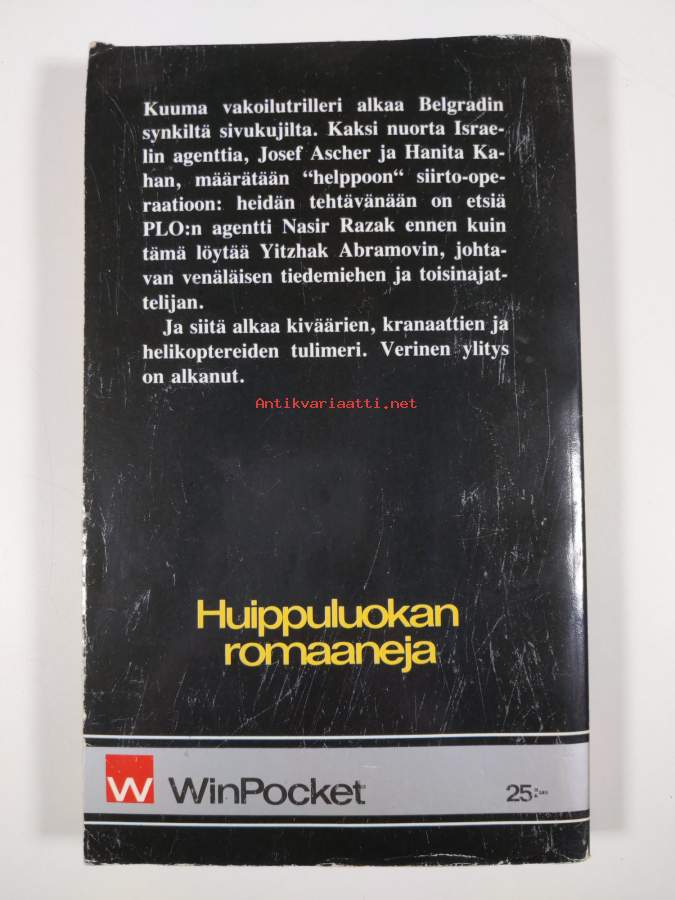 Kuuma vakoilutrilleri alkaa Belgradin
synkiltä sivukujilta. Kaksi nuorta Israe-
lin agenttia, Josef Ascher ja Hanita Ka-
han, määrätään “helppoon“ siirto-ope-
raatioon: heidän tehtävänään on etsiä
PLO:n agentti Nasir Razak ennen kuin
tämä löytää Yitzhak Abramovin, johta-
van venäläisen tiedemiehen ja toisinajat-
telijan.
Ja siitä alkaa kiväärien, kranaattien ja
helikoptereiden tulimeri. Verinen ylitys
on alkanut.
Antikvariaatti.net
Huippuluokan
romaaneja
W WinPocket 25: